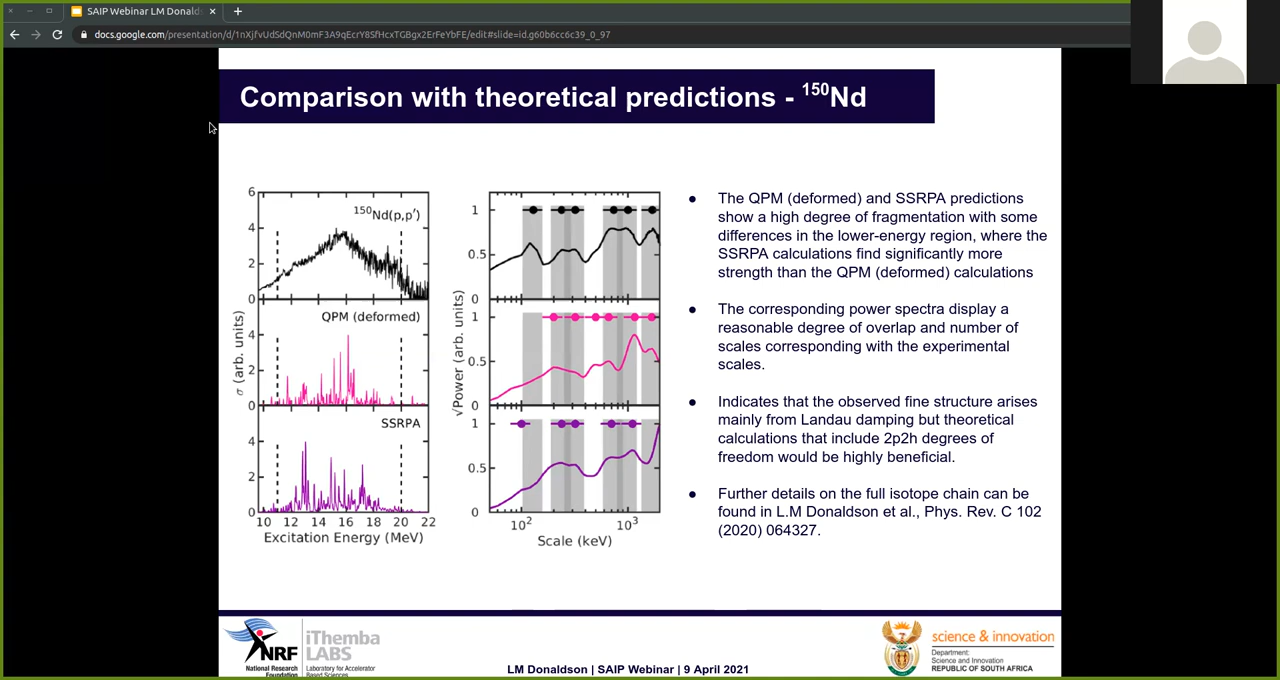 SAIP Webinar LM Donalds
docs.google.com/presentation/d/1nXjfvUdSdQnM0mF3A9qEcrY8SfHcxTGBgx2ErFeYbFE/edit#slide=id.g60b6cc6c39_0_97
Comparison with theoretical predictions - ¹⁵⁰Nd
6
4
2
0
¹⁵⁰Nd(p,p′)
4
2
0
QPM (deformed)
4
2
0
SSRPA
σ (arb. units)
10 12 14 16 18 20 22
Excitation Energy (MeV)
1
0.5
0
1
0.5
0
1
0.5
0
√Power (arb. units)
10² 10³
Scale (keV)
● The QPM (deformed) and SSRPA predictions
show a high degree of fragmentation with some
differences in the lower-energy region, where the
SSRPA calculations find significantly more
strength than the QPM (deformed) calculations
● The corresponding power spectra display a
reasonable degree of overlap and number of
scales corresponding with the experimental
scales.
● Indicates that the observed fine structure arises
mainly from Landau damping but theoretical
calculations that include 2p2h degrees of
freedom would be highly beneficial.
● Further details on the full isotope chain can be
found in L.M Donaldson et al., Phys. Rev. C 102
(2020) 064327.
NRF
National Research
Foundation
iThemba
LABS
Laboratory for Accelerator
Based Sciences
LM Donaldson | SAIP Webinar | 9 April 2021
science & innovation
Department:
Science and Innovation
REPUBLIC OF SOUTH AFRICA